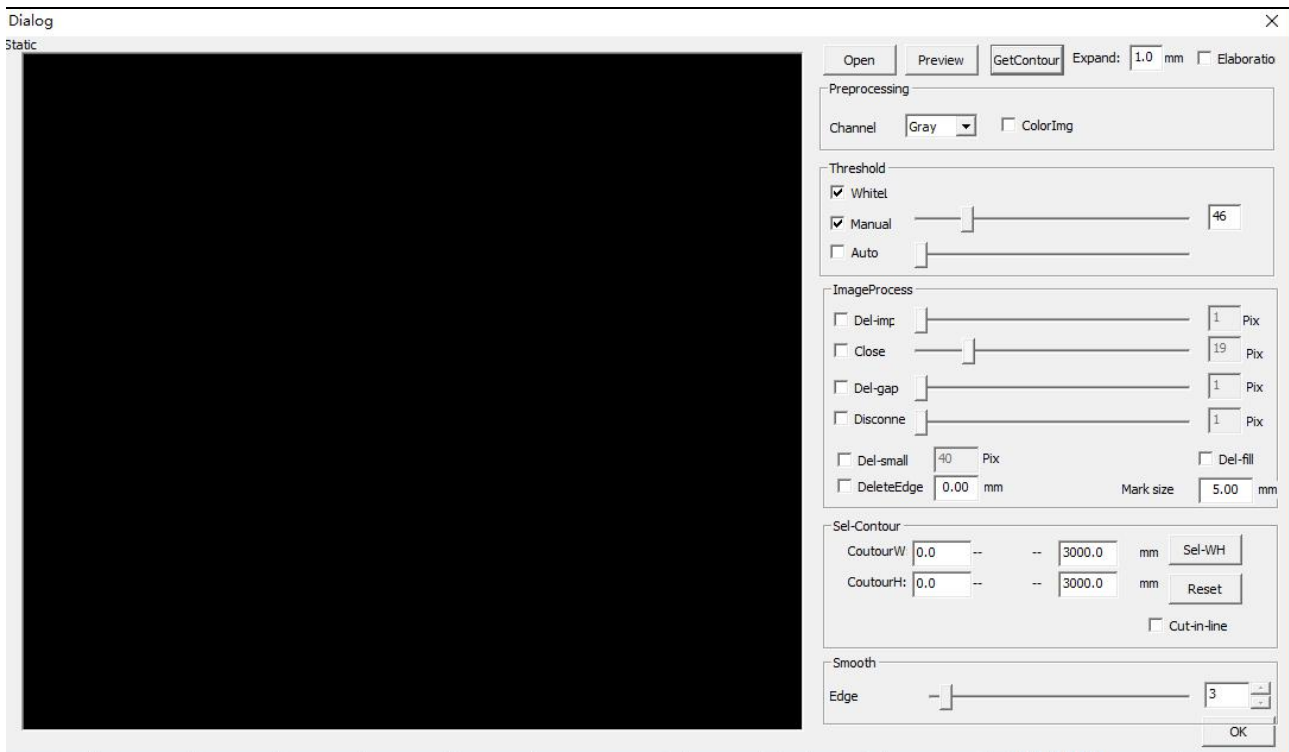 Dialog
Static
Open Preview GetContour Expand: 1.0 mm Elaboratio
Preprocessing
Channel Gray ColorImg
Threshold
Whitel
Manual 46
Auto
ImageProcess
Del-imp 1 Pix
Close 19 Pix
Del-gap 1 Pix
Disconne 1 Pix
Del-small 40 Pix Del-fill
DeleteEdge 0.00 mm Mark size 5.00 mm
Sel-Contour
CoutourW 0.0 -- -- 3000.0 mm Sel-WH
CoutourH: 0.0 -- -- 3000.0 mm Reset
Cut-in-line
Smooth
Edge 3
OK